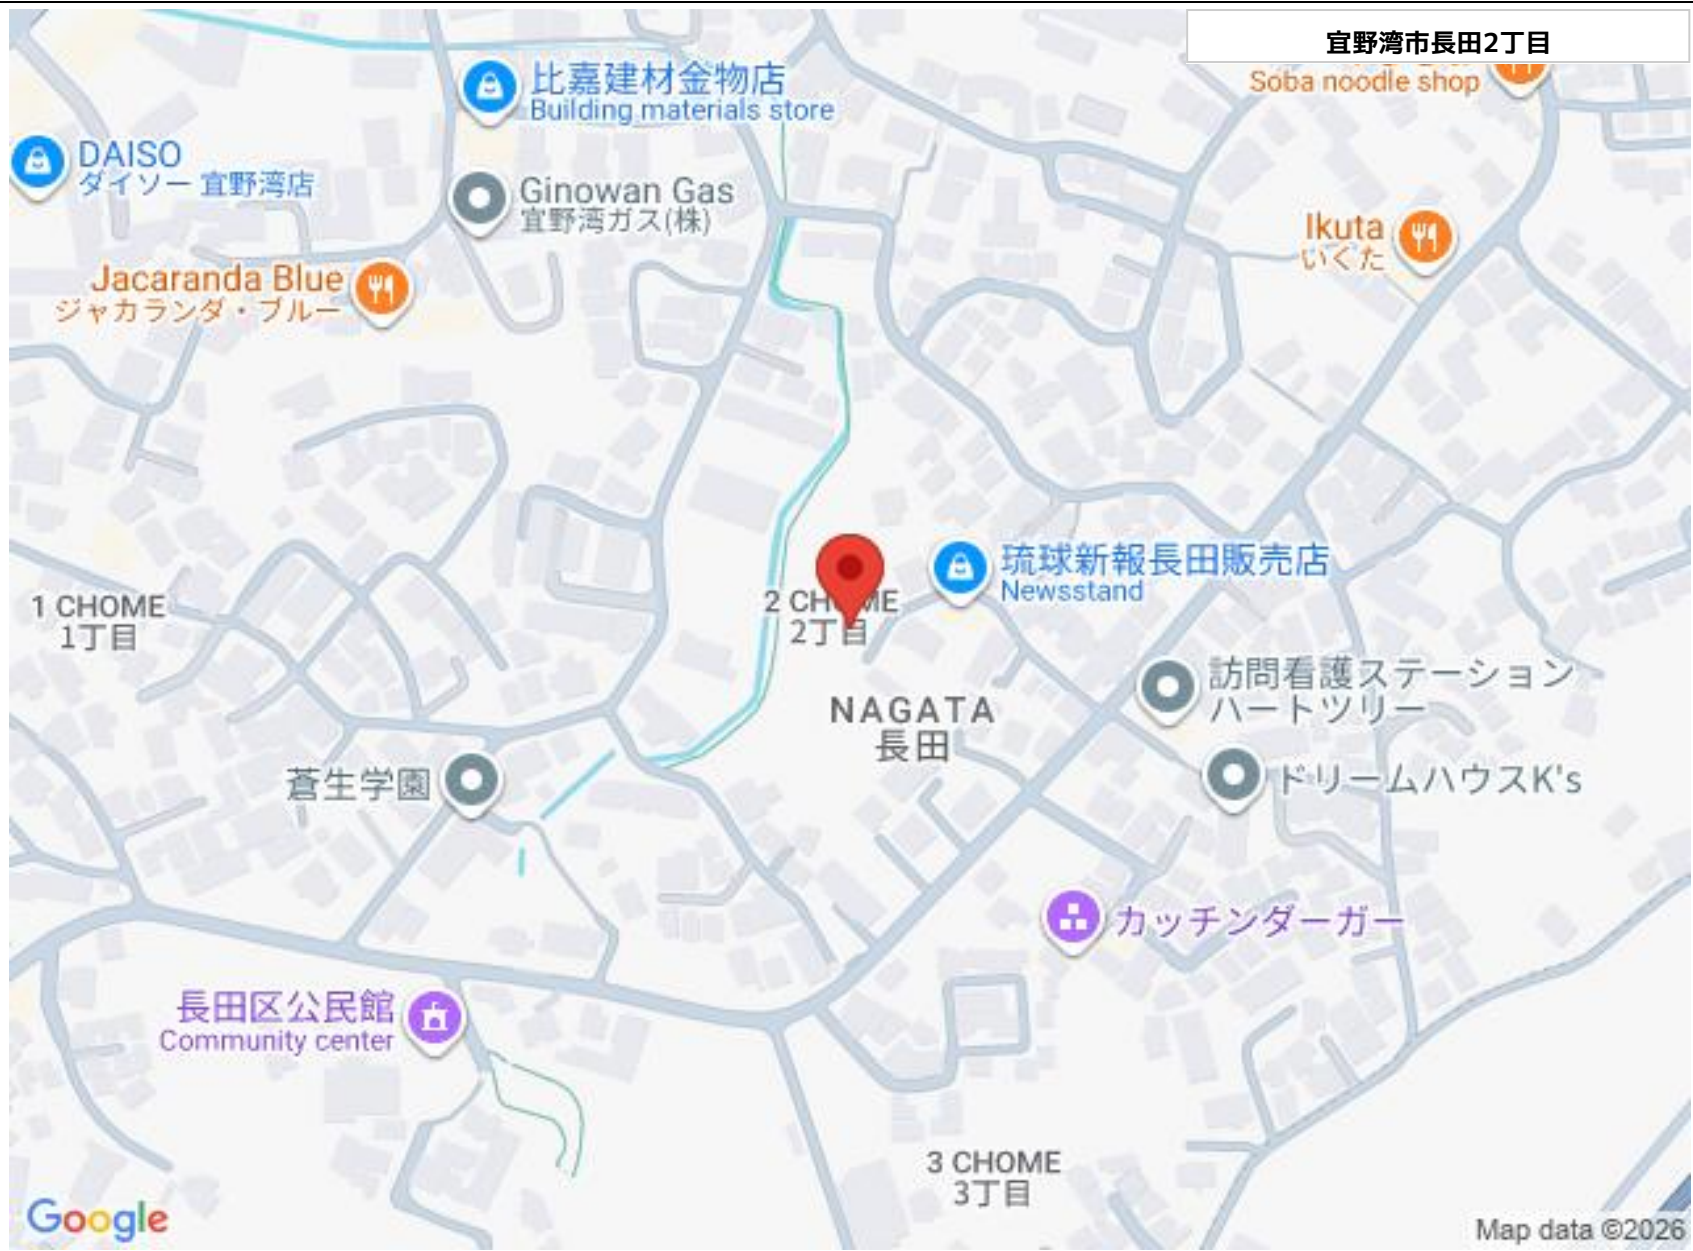 宜野湾市長田2丁目
Soba noodle shop
比嘉建材金物店
Building materials store
DAISO
ダイソー 宜野湾店
Ginowan Gas
宜野湾ガス(株)
Ikuta
いくた
Jacaranda Blue
ジャカランダ・ブルー
琉球新報長田販売店
Newsstand
1 CHOME
1丁目
2 CHOME
2丁目
訪問看護ステーション
ハートツリー
NAGATA
長田
蒼生学園
ドリームハウスK's
カッチンダーガー
長田区公民館
Community center
3 CHOME
3丁目
Google
Map data ©2026